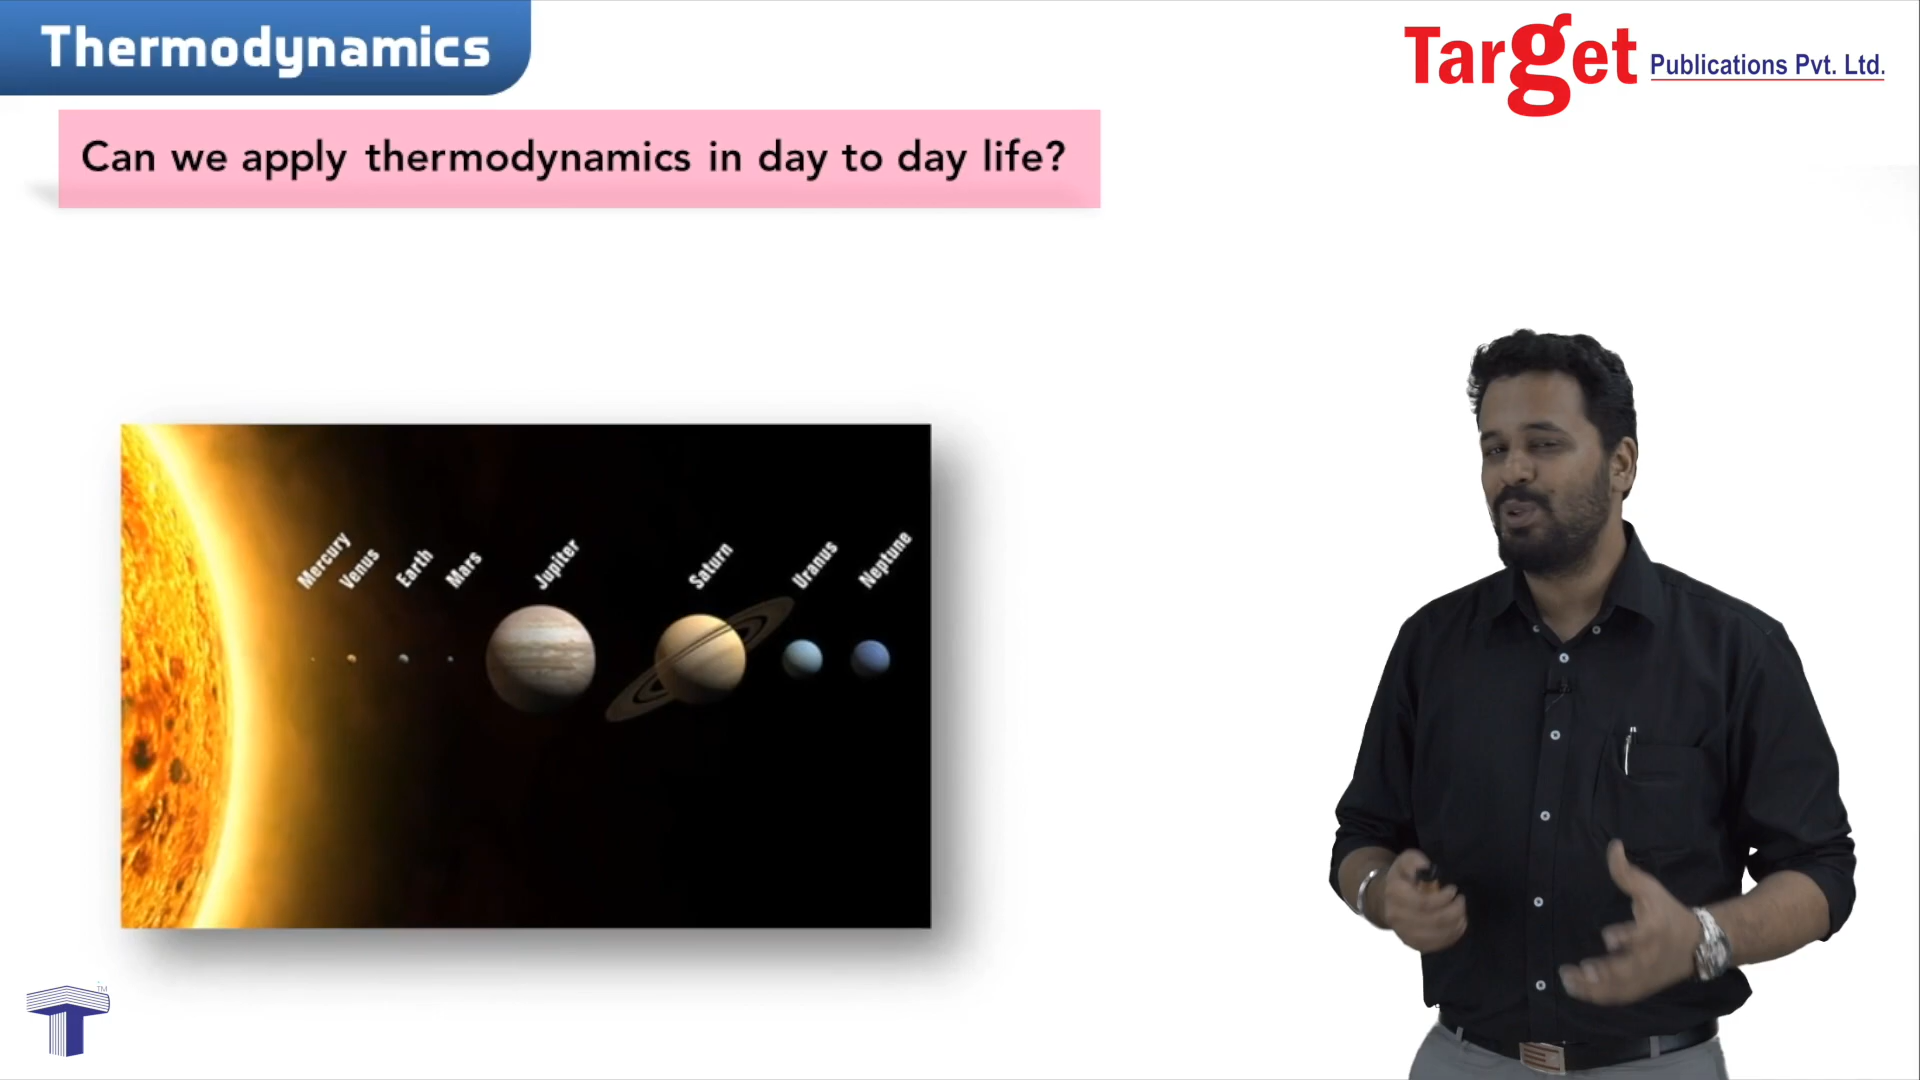 Thermodynamics
Target Publications Pvt. Ltd.
Can we apply thermodynamics in day to day life?
Mercury
Venus
Earth
Mars
Jupiter
Saturn
Uranus
Neptune
TM